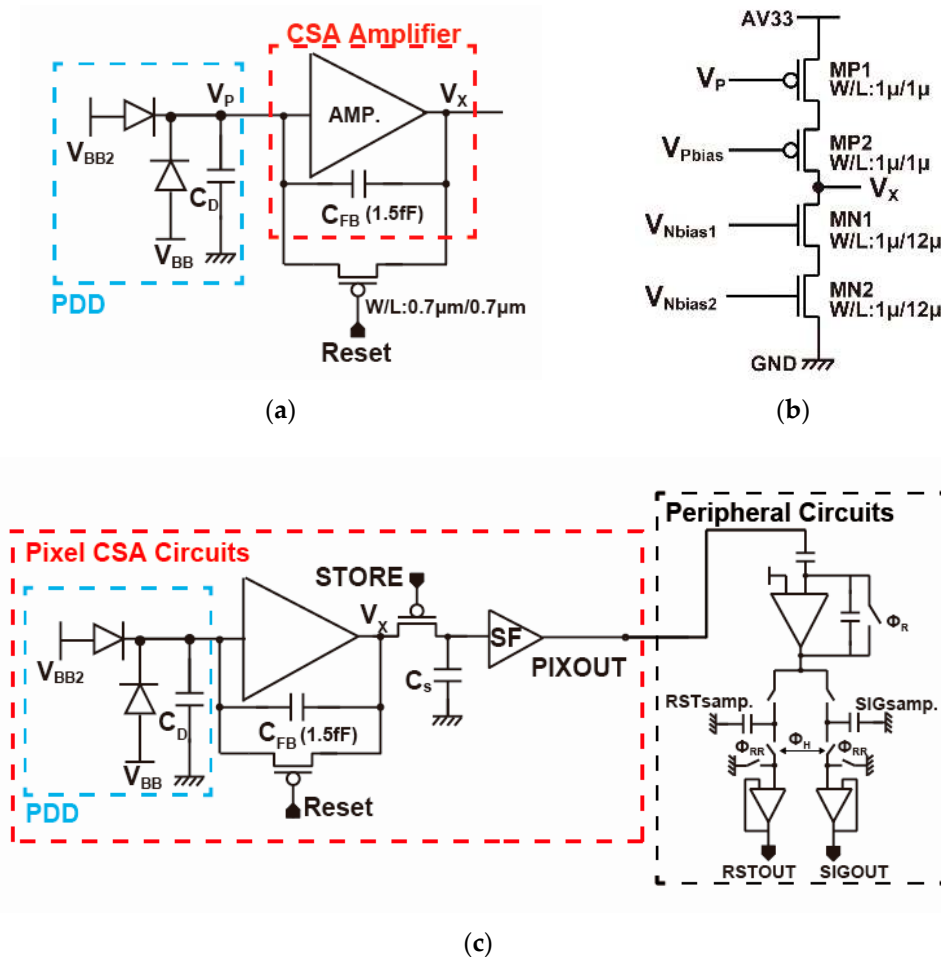 CSA Amplifier
V_P
V_X
AMP.
V_BB2
C_D
C_FB (1.5fF)
V_BB
PDD
W/L:0.7μm/0.7μm
Reset
(a)
AV33
V_P
MP1
W/L:1μ/1μ
V_Pbias
MP2
W/L:1μ/1μ
V_X
V_Nbias1
MN1
W/L:1μ/12μ
V_Nbias2
MN2
W/L:1μ/12μ
GND
(b)
Pixel CSA Circuits
STORE
V_X
SF
PIXOUT
V_BB2
C_D
C_FB (1.5fF)
C_s
V_BB
Reset
PDD
Peripheral Circuits
Φ_R
RSTsamp.
SIGsamp.
Φ_RR
Φ_H
Φ_RR
RSTOUT
SIGOUT
(c)